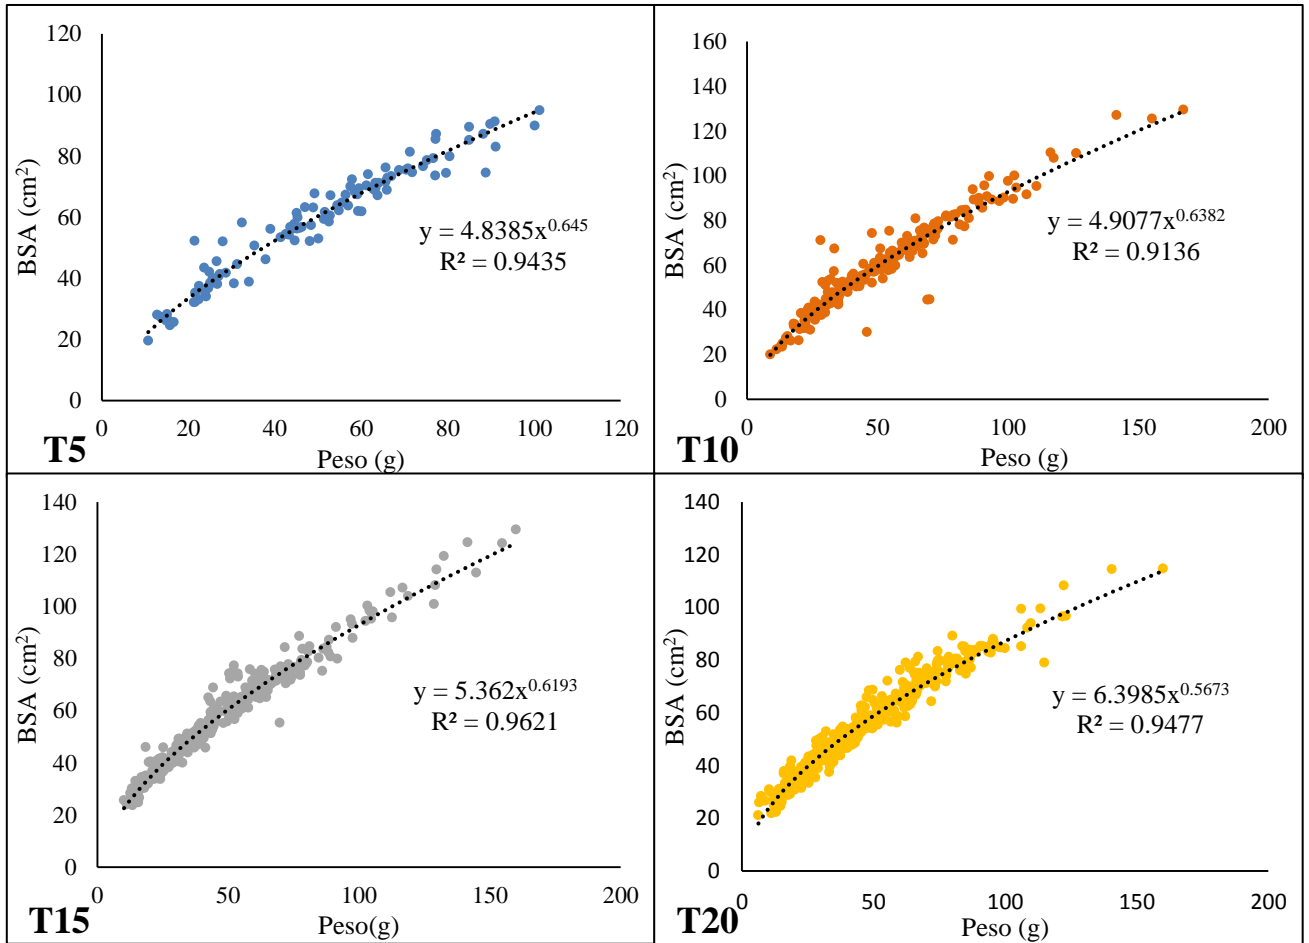 120
100
80
60
40
20
0
BSA (cm²)
y = 4.8385x^0.645
R² = 0.9435
0 20 40 60 80 100 120
T5
Peso (g)
160
140
120
100
80
60
40
20
0
BSA (cm²)
y = 4.9077x^0.6382
R² = 0.9136
0 50 100 150 200
T10
Peso (g)
140
120
100
80
60
40
20
0
BSA (cm²)
y = 5.362x^0.6193
R² = 0.9621
0 50 100 150 200
T15
Peso(g)
140
120
100
80
60
40
20
0
BSA (cm²)
y = 6.3985x^0.5673
R² = 0.9477
0 50 100 150 200
T20
Peso (g)